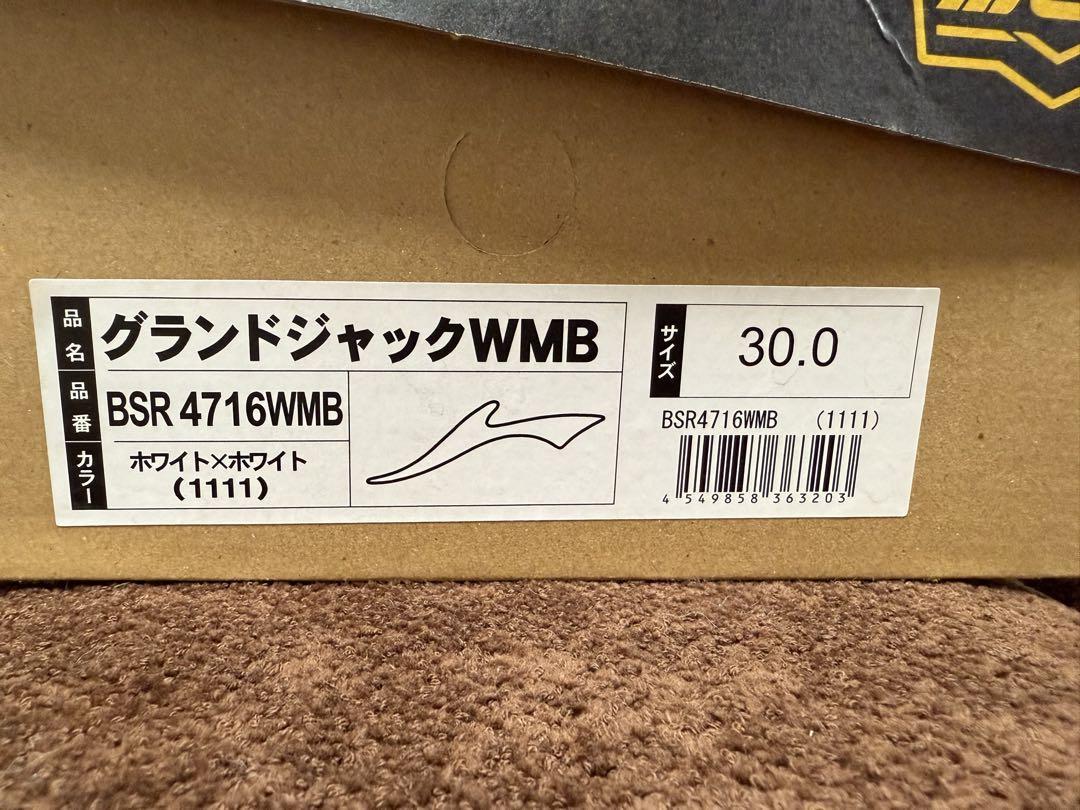 品名
グランドジャックWMB
品番
BSR 4716WMB
カラー
ホワイト×ホワイト
(1111)
サイズ
30.0
BSR4716WMB (1111)
4 549858 363203